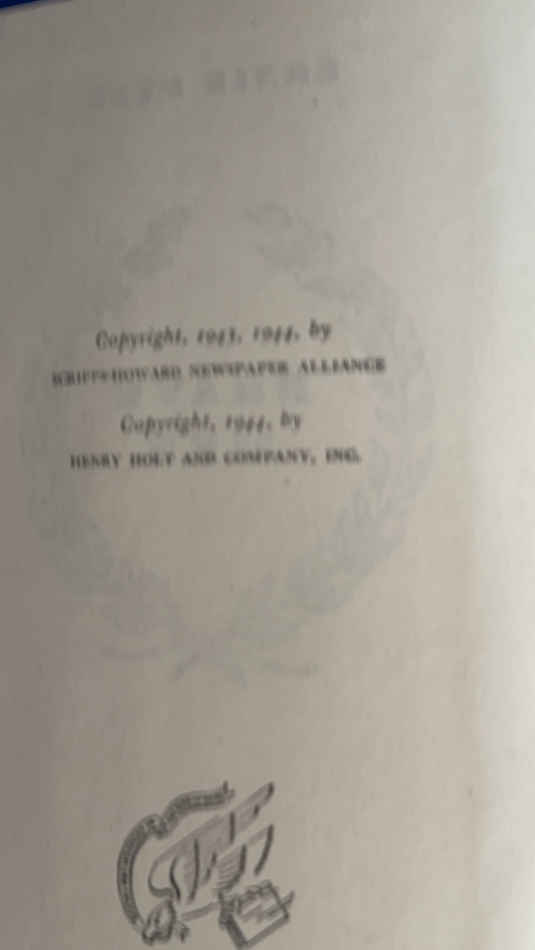 Copyright, 1943, 1944, by
SCRIPPS-HOWARD NEWSPAPER ALLIANCE
Copyright, 1944, by
HENRY HOLT AND COMPANY, INC.